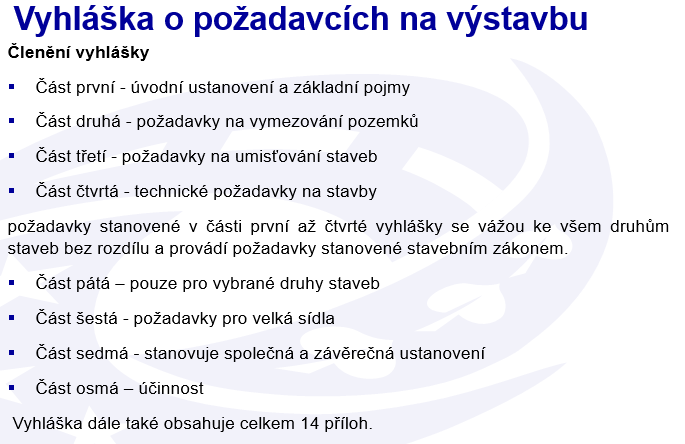 Vyhláška o požadavcích na výstavbu
Členění vyhlášky
▪ Část první - úvodní ustanovení a základní pojmy
▪ Část druhá - požadavky na vymezování pozemků
▪ Část třetí - požadavky na umisťování staveb
▪ Část čtvrtá - technické požadavky na stavby
požadavky stanovené v části první až čtvrté vyhlášky se vážou ke všem druhům
staveb bez rozdílu a provádí požadavky stanovené stavebním zákonem.
▪ Část pátá – pouze pro vybrané druhy staveb
▪ Část šestá - požadavky pro velká sídla
▪ Část sedmá - stanovuje společná a závěrečná ustanovení
▪ Část osmá – účinnost
Vyhláška dále také obsahuje celkem 14 příloh.